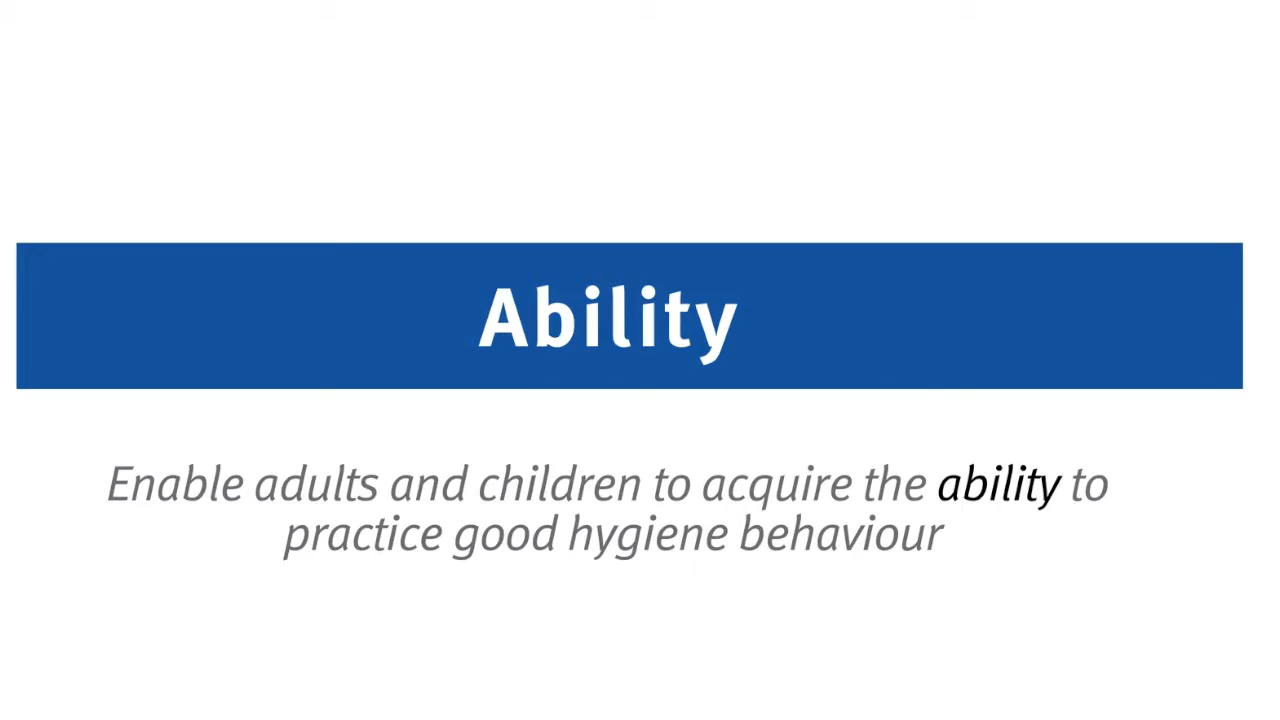 Ability
Enable adults and children to acquire the ability to
practice good hygiene behaviour